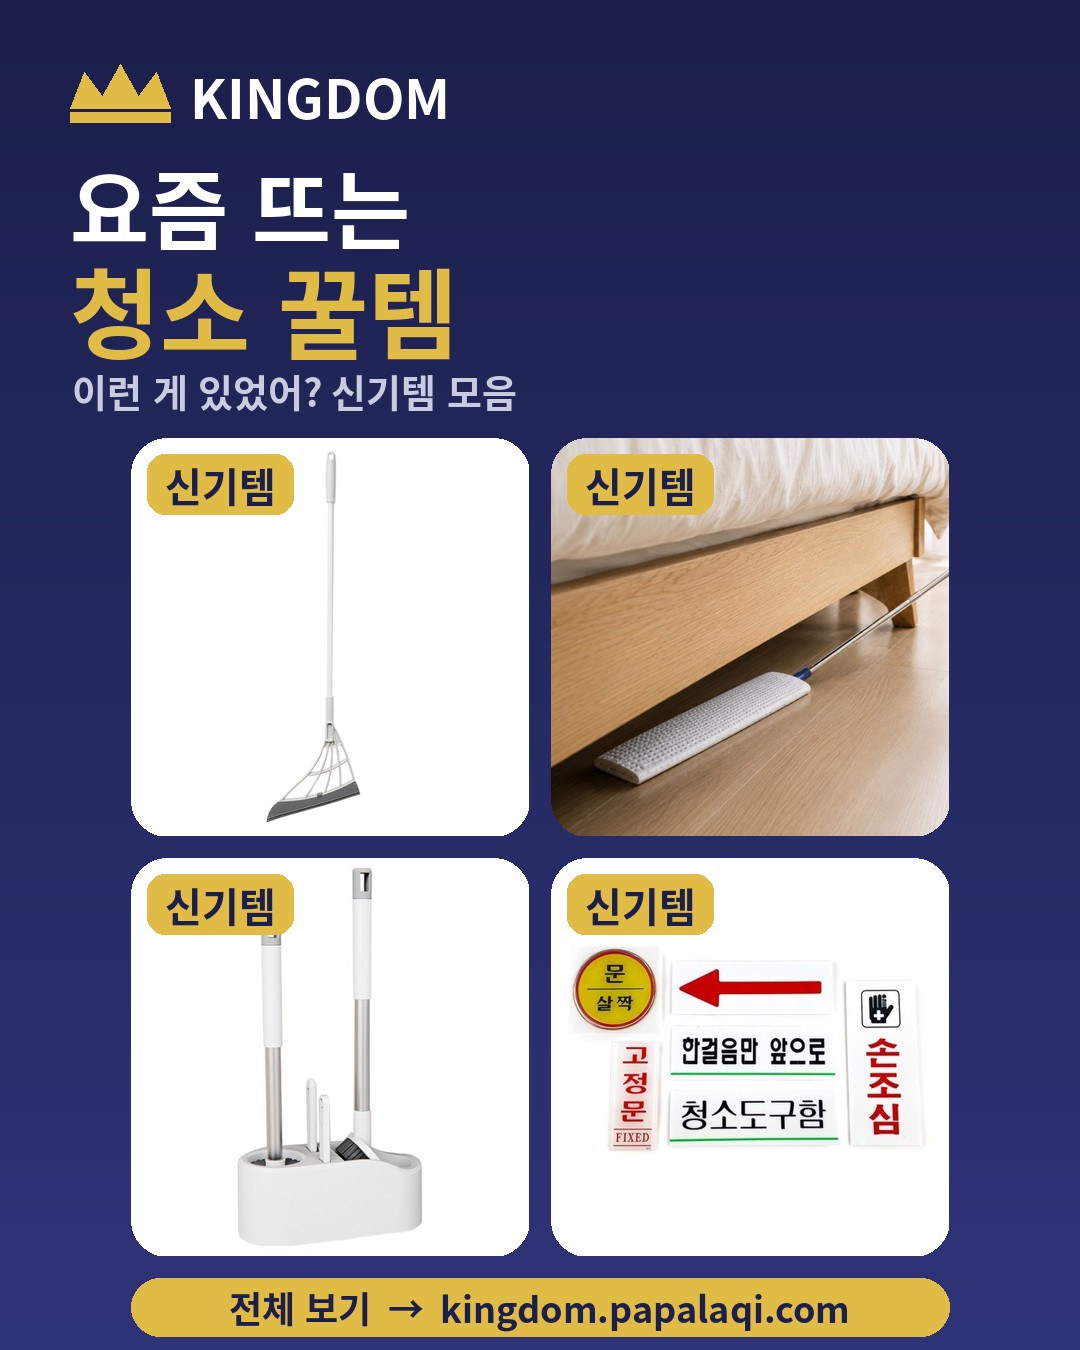 KINGDOM
요즘 뜨는
청소 꿀템
이런 게 있었어? 신기템 모음
신기템
신기템
신기템
신기템
문
살짝
고
정
문
FIXED
한걸음만 앞으로
청소도구함
손
조
심
전체 보기 → kingdom.papalaqi.com